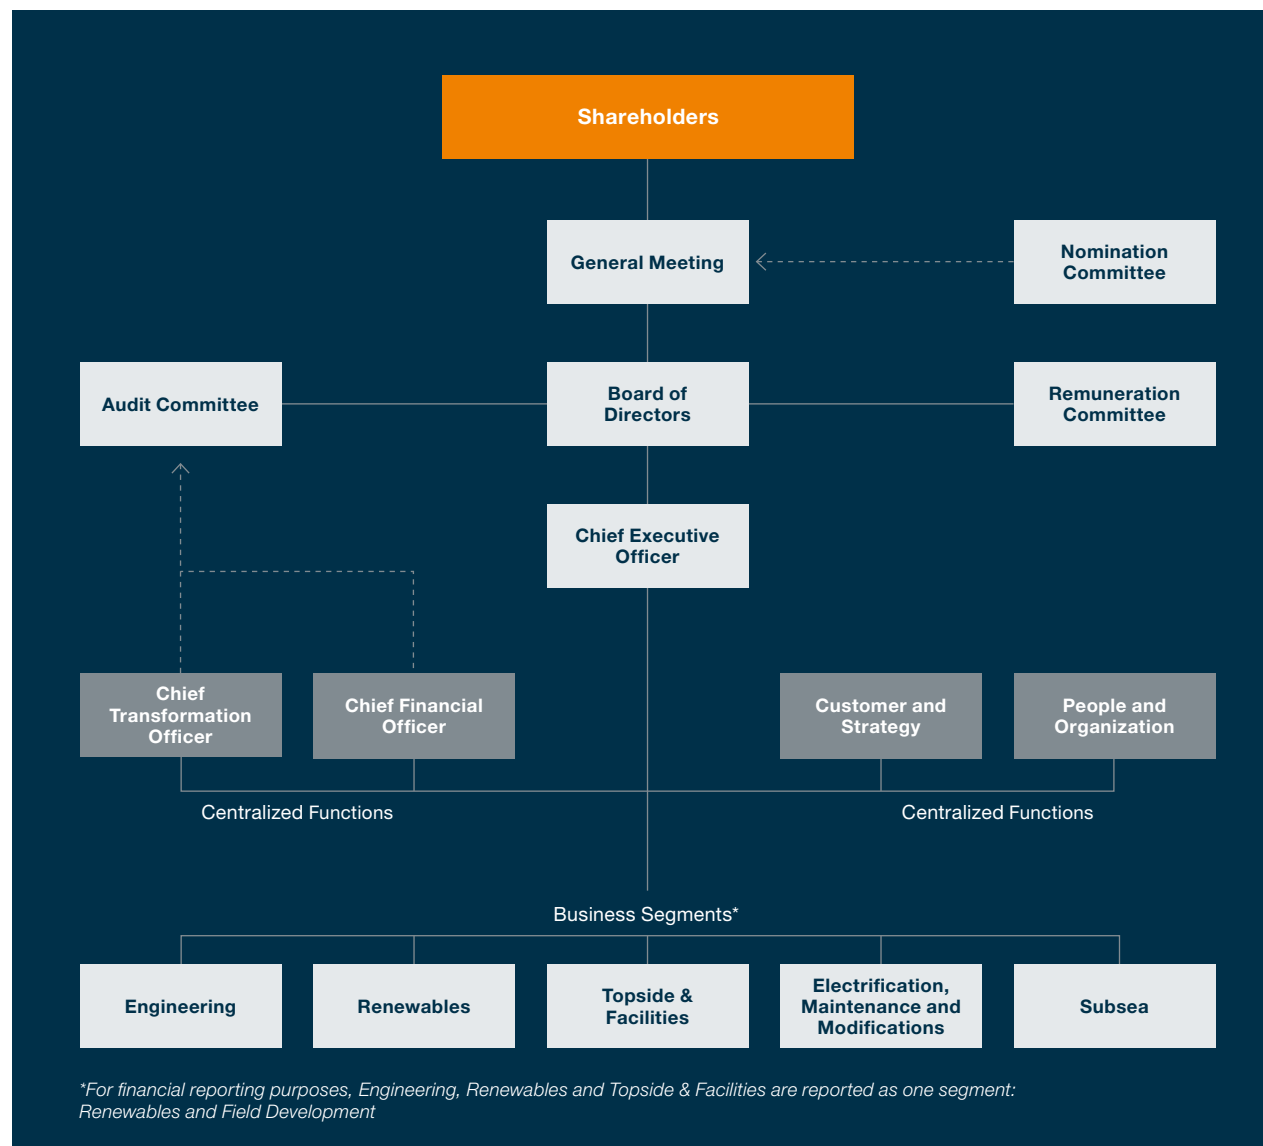 Shareholders
General Meeting
Nomination
Committee
Audit Committee
Board of
Directors
Remuneration
Committee
Chief Executive
Officer
Chief
Transformation
Officer
Chief Financial
Officer
Customer and
Strategy
People and
Organization
Centralized Functions
Centralized Functions
Business Segments*
Engineering
Renewables
Topside &
Facilities
Electrification,
Maintenance and
Modifications
Subsea
*For financial reporting purposes, Engineering, Renewables and Topside & Facilities are reported as one segment:
Renewables and Field Development